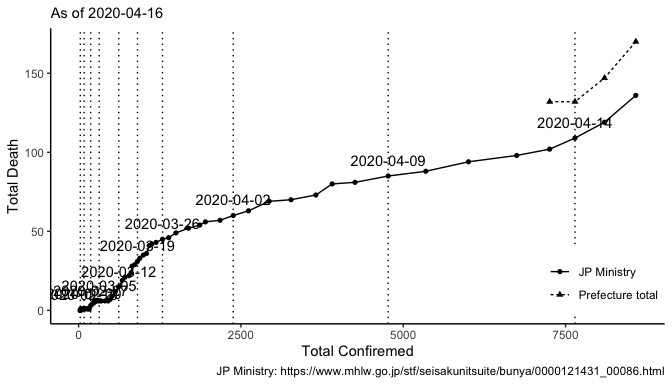 As of 2020-04-16
Total Death
150
100
50
0
2020-04-14
2020-04-09
2020-04-02
2020-03-26
2020-03-19
2020-03-12
2020-03-05
JP Ministry
Prefecture total
0
2500
5000
7500
Total Confiremed
JP Ministry: https://www.mhlw.go.jp/stf/seisakunitsuite/bunya/0000121431_00086.html